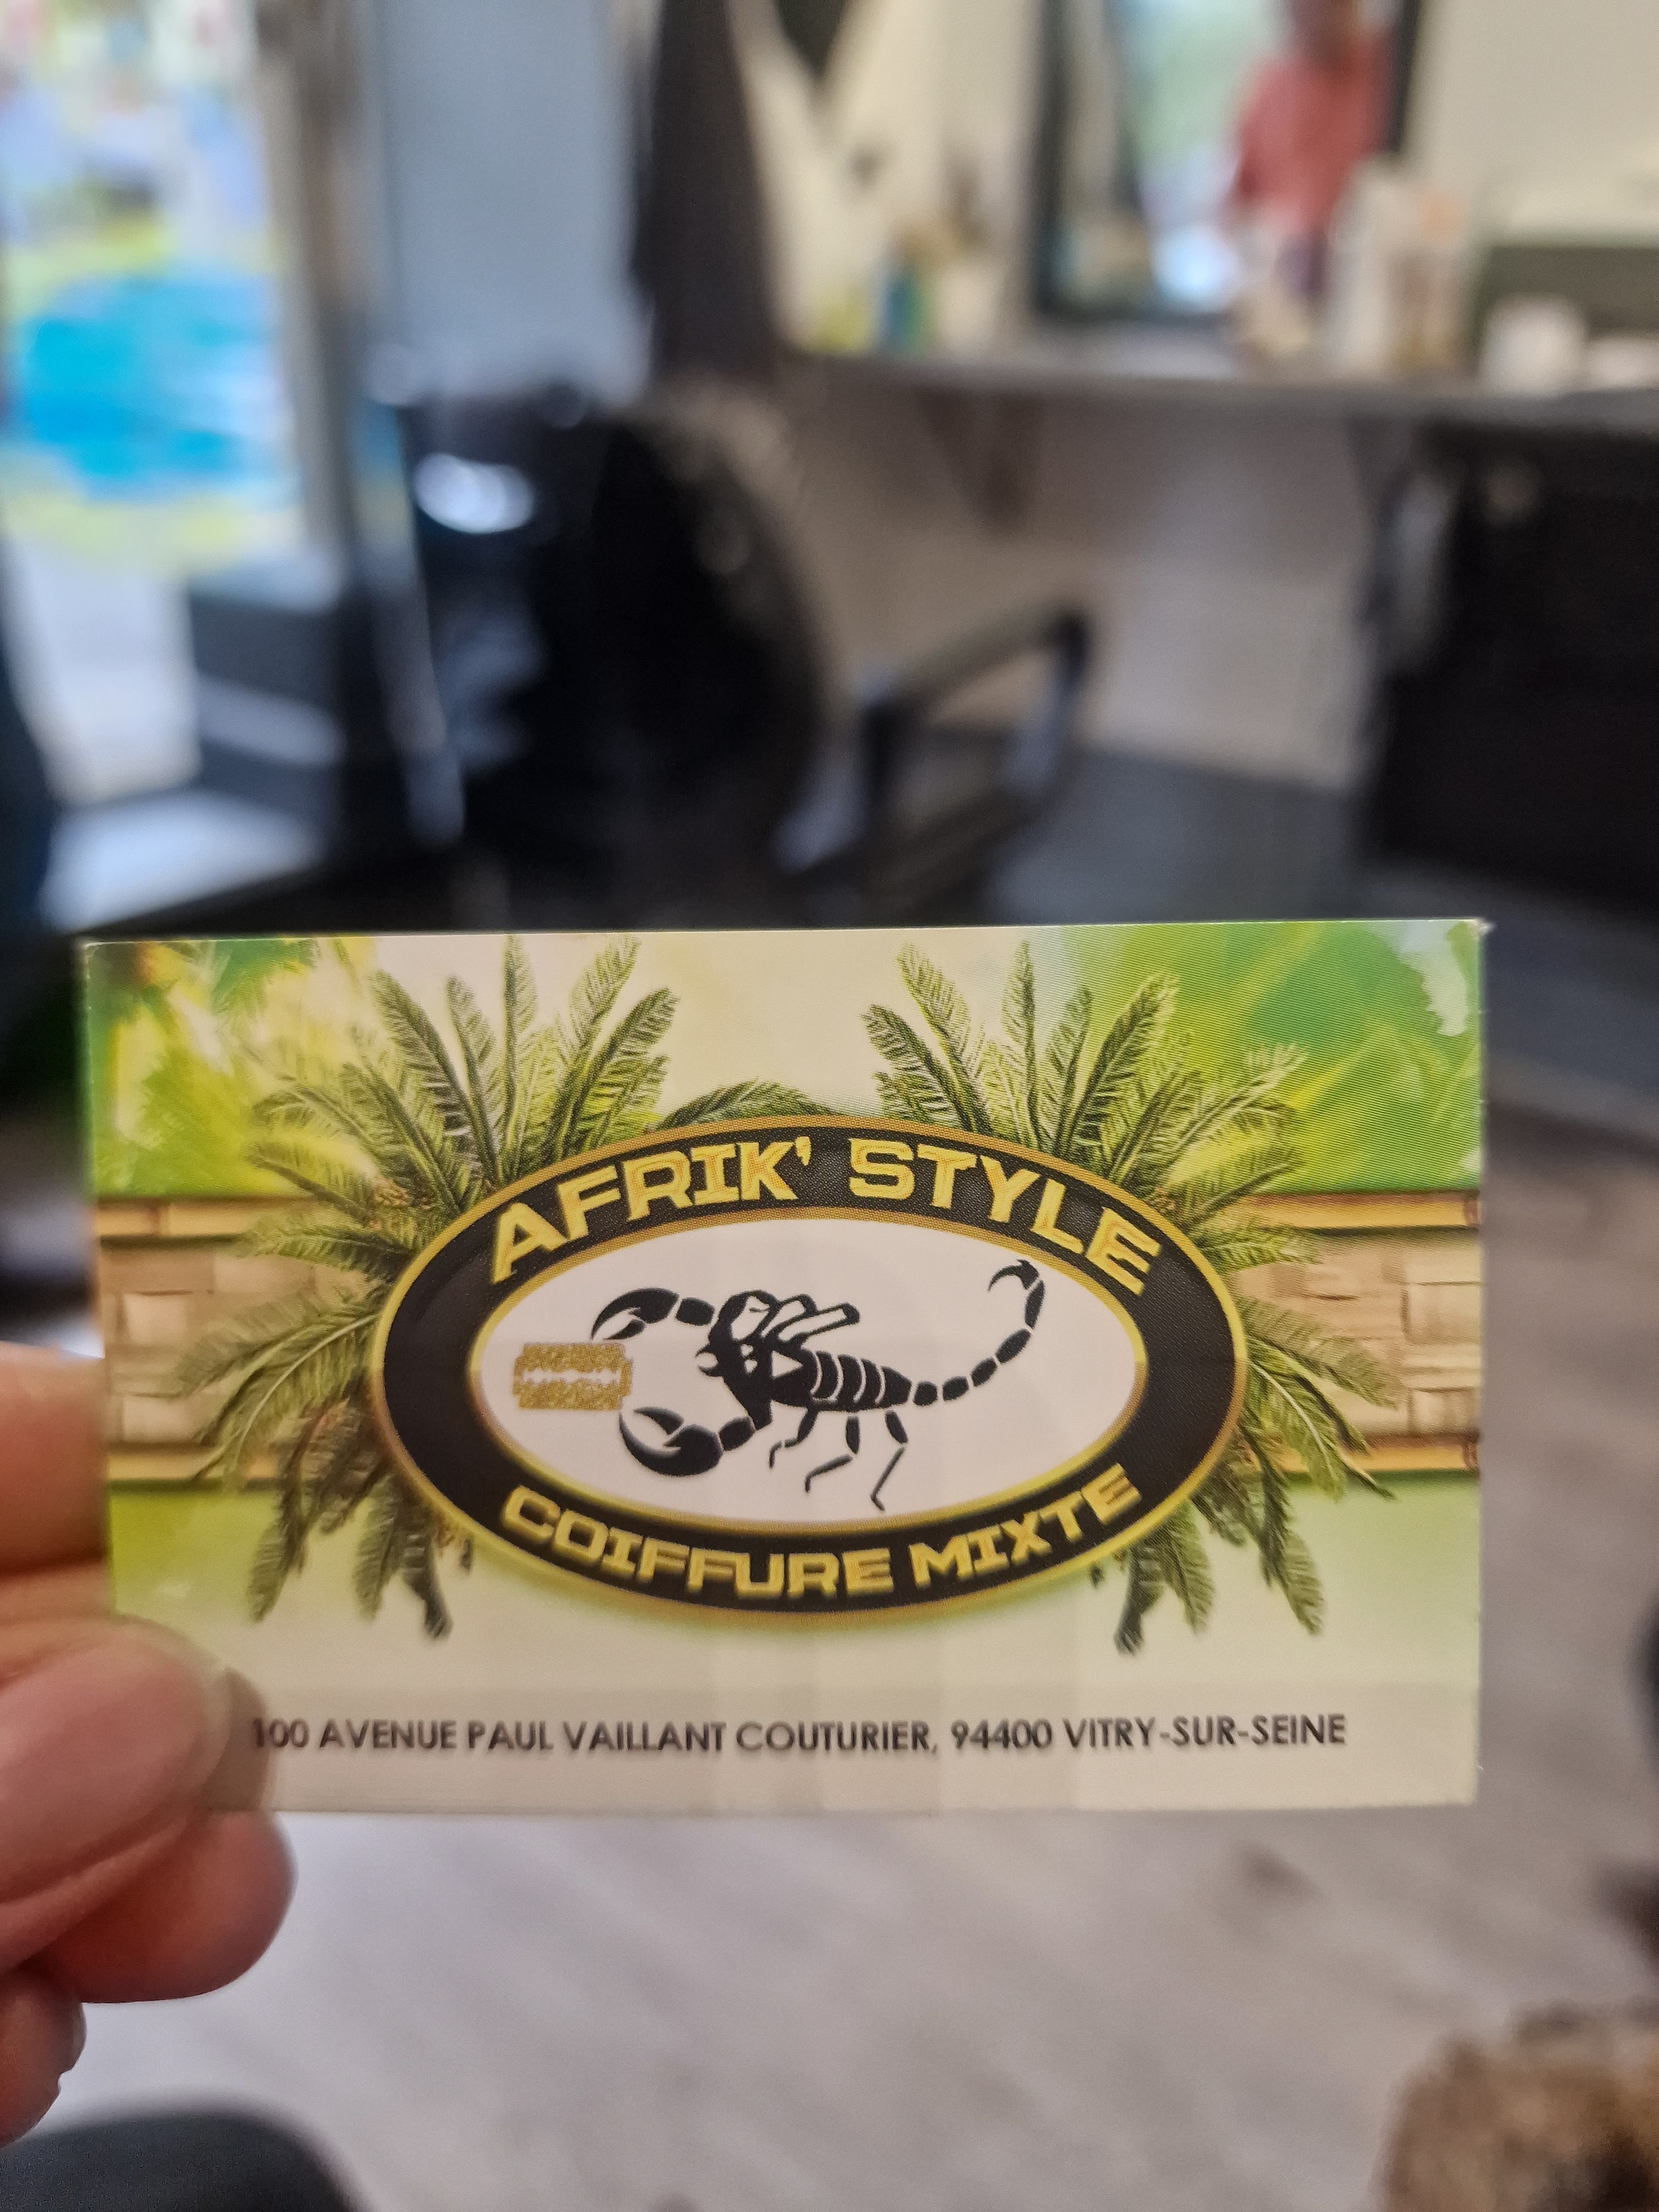 AFRIK' STYLE
COIFFURE MIXTE
100 AVENUE PAUL VAILLANT COUTURIER, 94400 VITRY-SUR-SEINE